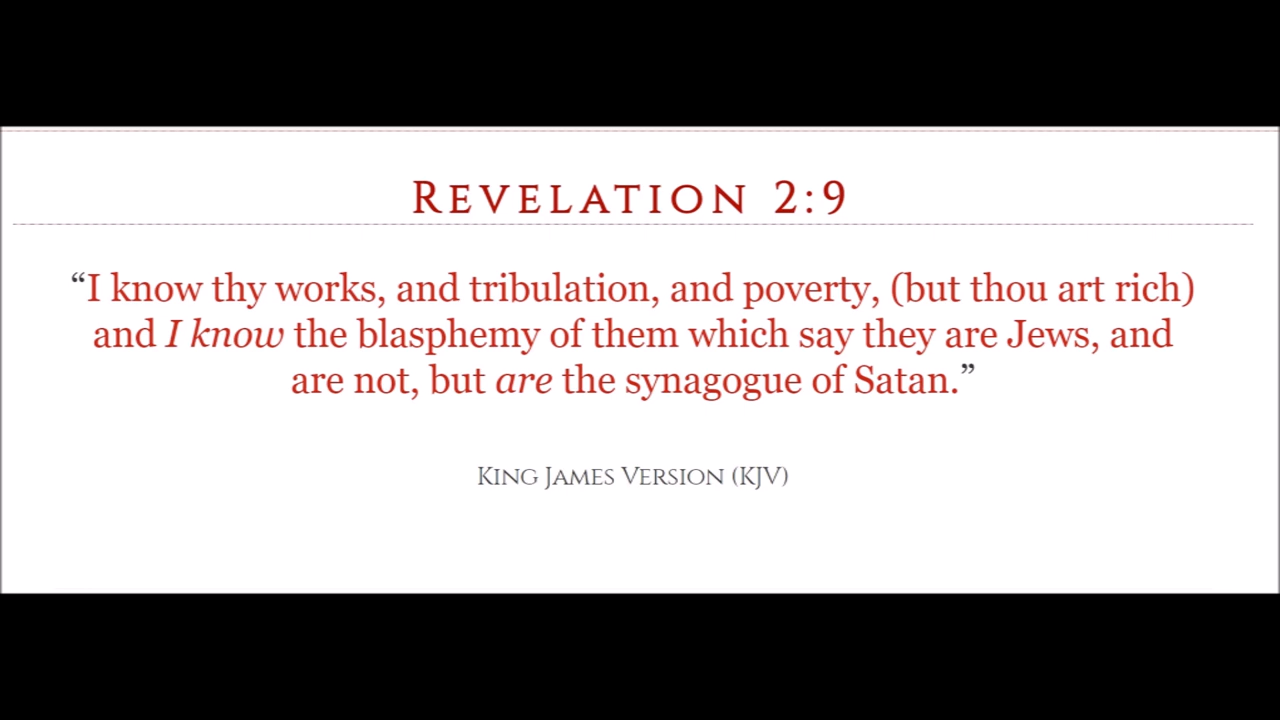 Revelation 2:9
“I know thy works, and tribulation, and poverty, (but thou art rich)
and I know the blasphemy of them which say they are Jews, and
are not, but are the synagogue of Satan.”
King James Version (KJV)